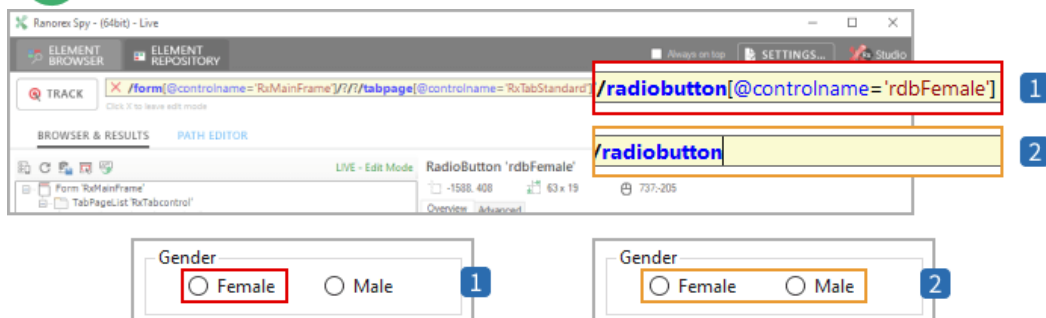 Ranorex Spy - (64bit) - Live
ELEMENT BROWSER
ELEMENT REPOSITORY
Always on top
SETTINGS...
Studio
TRACK
/form[@controlname='RxMainFrame']/?/?/tabpage[@controlname='RxTabStandard']
/radiobutton[@controlname='rdbFemale']
1
Click X to leave edit mode
BROWSER & RESULTS
PATH EDITOR
/radiobutton
2
LIVE - Edit Mode
RadioButton 'rdbFemale'
Form 'RxMainFrame'
-1588, 408
63 x 19
737;-205
TabPageList 'RxTabcontrol'
Overview
Advanced
Gender
Female
Male
1
Gender
Female
Male
2